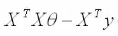 X^T Xθ − X^T y